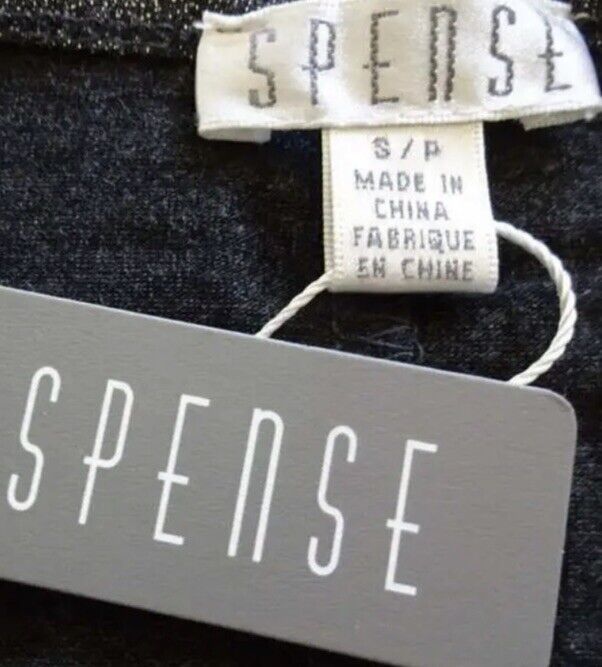 SPENSE
S/P
MADE IN
CHINA
FABRIQUE
EN CHINE
SPENSE